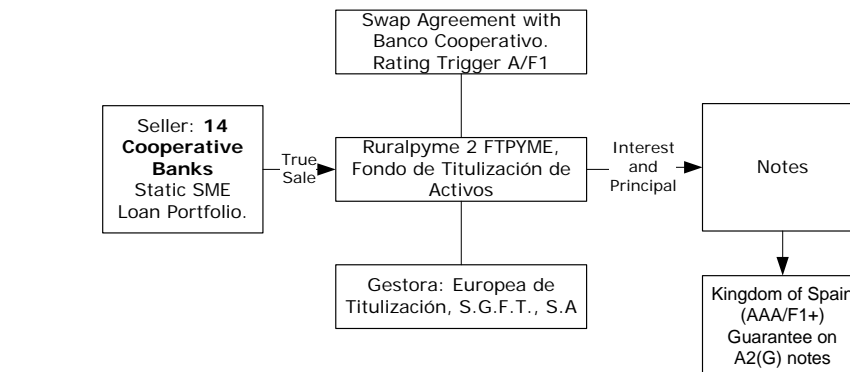 Swap Agreement with
Banco Cooperativo.
Rating Trigger A/F1
Seller: 14
Cooperative
Banks
Static SME
Loan Portfolio.
True
Sale
Ruralpyme 2 FTPYME,
Fondo de Titulización de
Activos
Interest
and
Principal
Notes
Gestora: Europea de
Titulización, S.G.F.T., S.A
Kingdom of Spain
(AAA/F1+)
Guarantee on
A2(G) notes